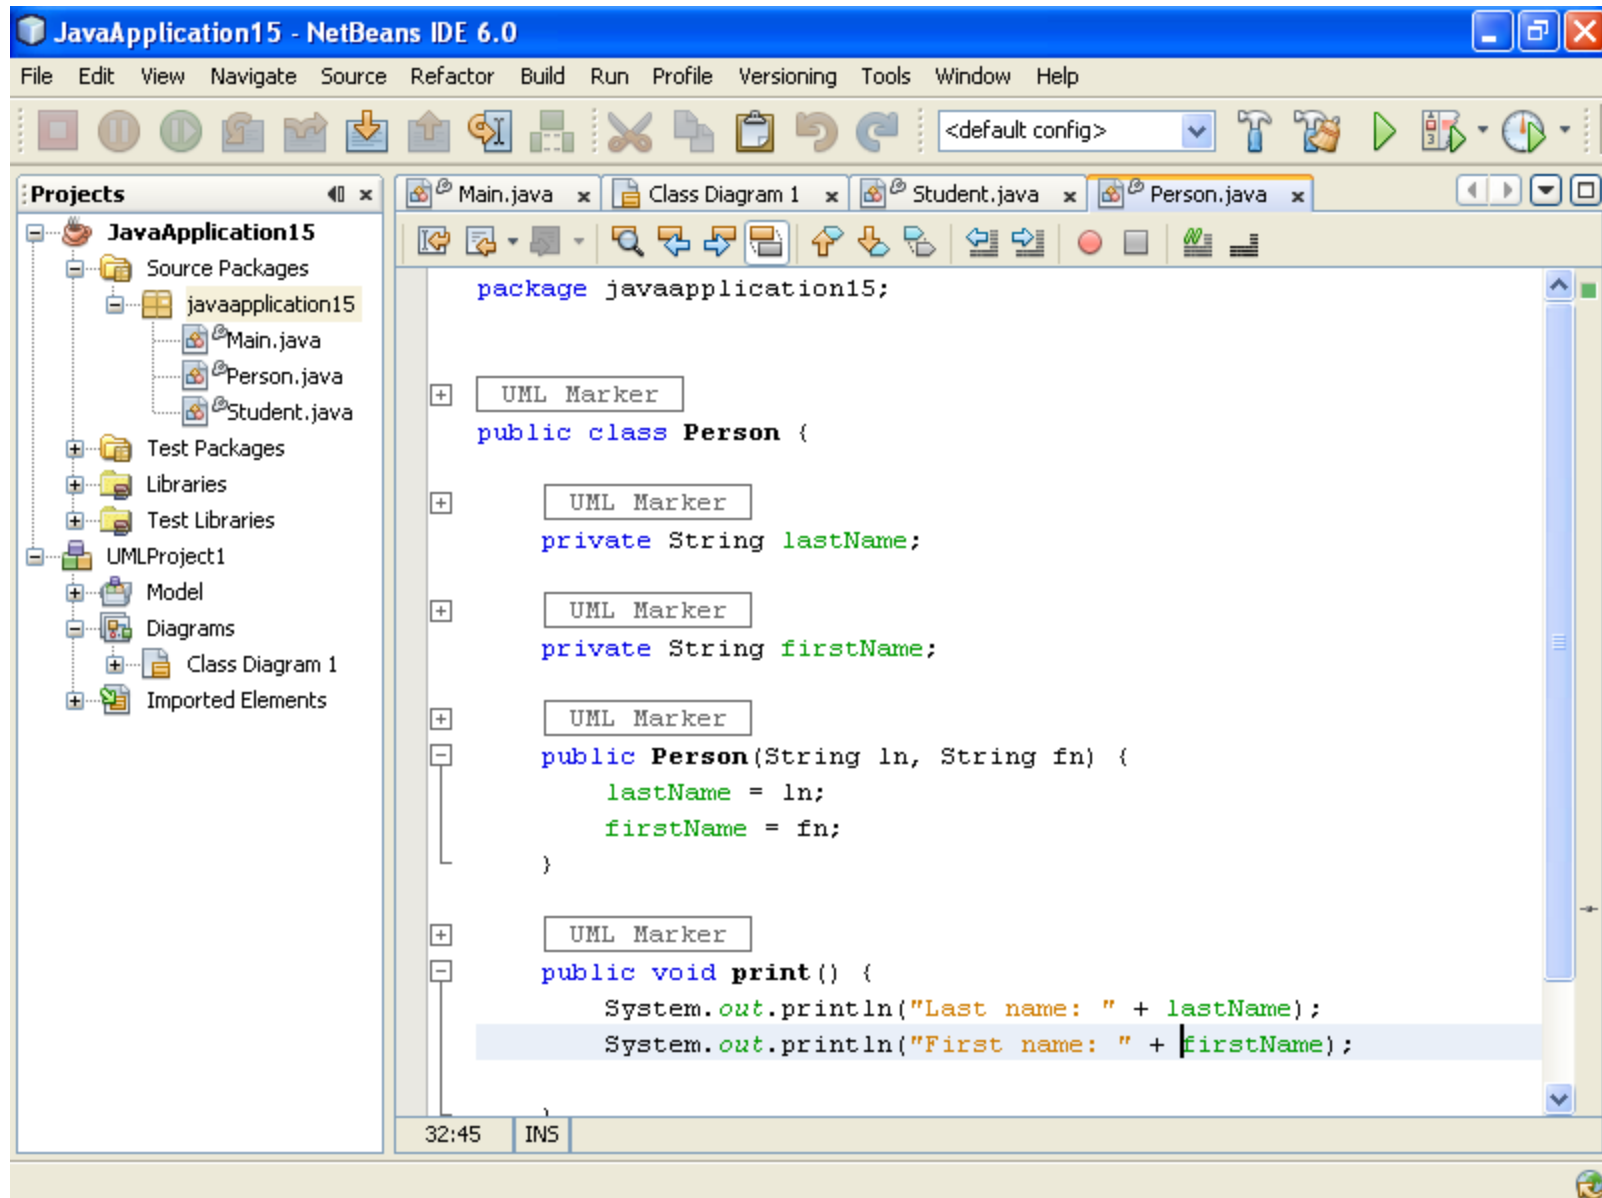 JavaApplication15 - NetBeans IDE 6.0
File Edit View Navigate Source Refactor Build Run Profile Versioning Tools Window Help
<default config>
Projects
JavaApplication15
Source Packages
javaapplication15
Main.java
Person.java
Student.java
Test Packages
Libraries
Test Libraries
UMLProject1
Model
Diagrams
Class Diagram 1
Imported Elements
Main.java Class Diagram 1 Student.java Person.java
package javaapplication15;
UML Marker
public class Person {
UML Marker
private String lastName;
UML Marker
private String firstName;
UML Marker
public Person(String ln, String fn) {
lastName = ln;
firstName = fn;
}
UML Marker
public void print() {
System.out.println("Last name: " + lastName);
System.out.println("First name: " + firstName);
}
32:45 INS